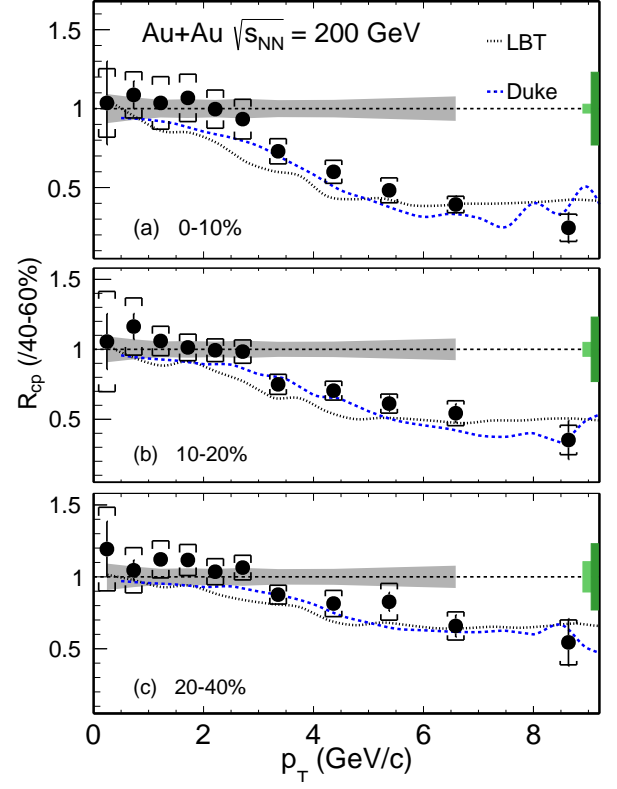 Au+Au √s_NN = 200 GeV
LBT
Duke
1.5
1
0.5
(a) 0-10%
1.5
1
0.5
(b) 10-20%
1.5
1
0.5
(c) 20-40%
R_cp (/40-60%)
0 2 4 6 8
p_T (GeV/c)